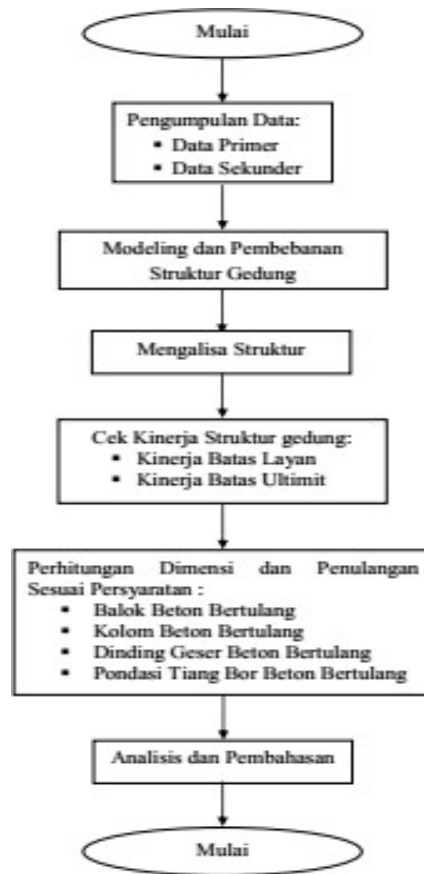 Mulai
Pengumpulan Data:
▪ Data Primer
▪ Data Sekunder
Modeling dan Pembebanan
Struktur Gedung
Mengalisa Struktur
Cek Kinerja Struktur gedung:
▪ Kinerja Batas Layan
▪ Kinerja Batas Ultimit
Perhitungan Dimensi dan Penulangan
Sesuai Persyaratan :
▪ Balok Beton Bertulang
▪ Kolom Beton Bertulang
▪ Dinding Geser Beton Bertulang
▪ Pondasi Tiang Bor Beton Bertulang
Analisis dan Pembahasan
Mulai